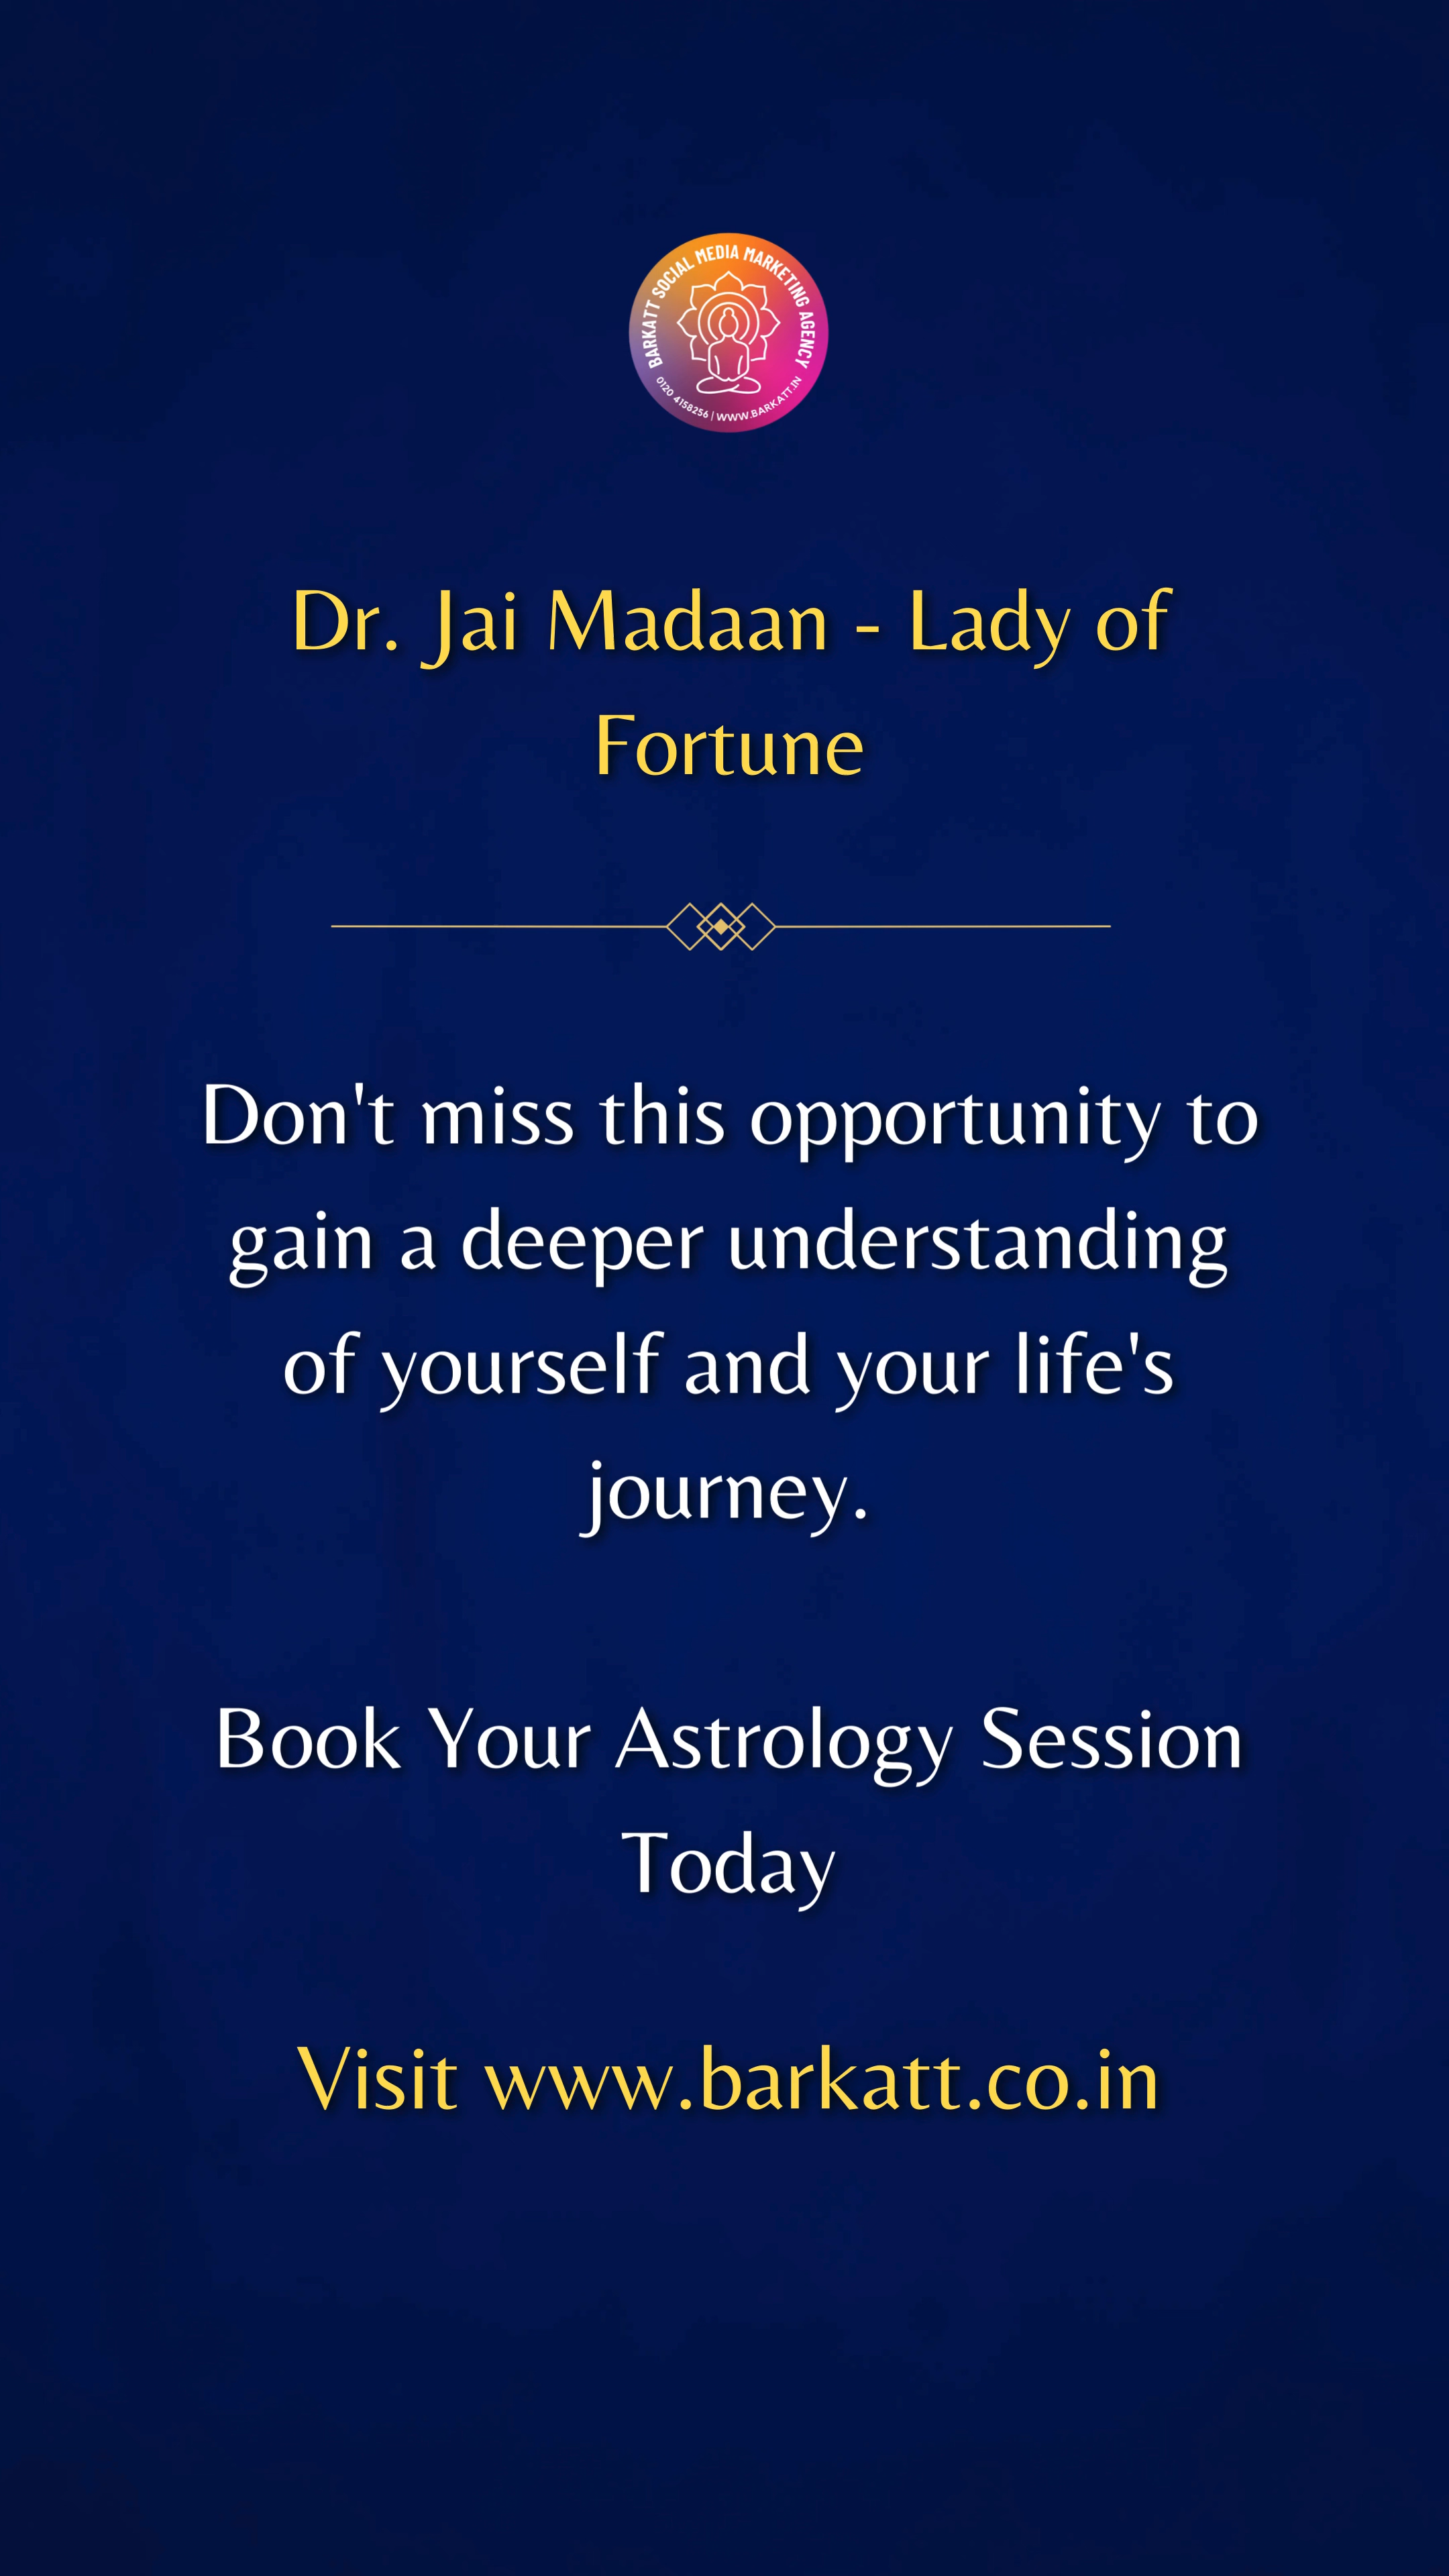 BARKATT SOCIAL MEDIA MARKETING AGENCY
0120 4158256 | WWW.BARKATT.IN
Dr. Jai Madaan - Lady of
Fortune
Don't miss this opportunity to
gain a deeper understanding
of yourself and your life's
journey.
Book Your Astrology Session
Today
Visit www.barkatt.co.in